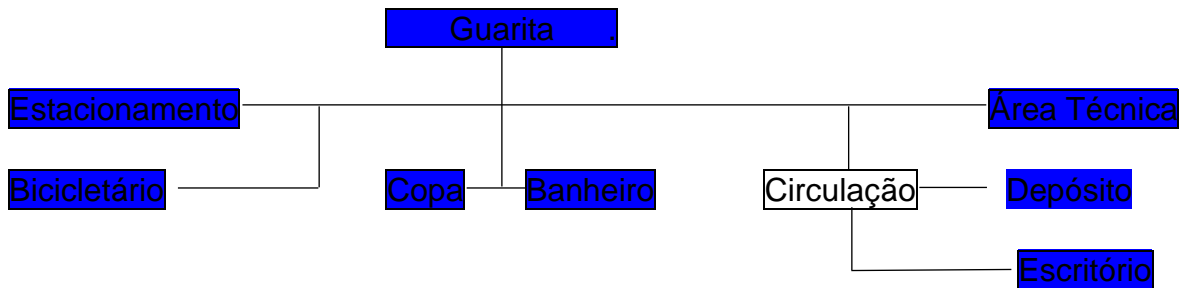 Guarita .
Estacionamento
Área Técnica
Bicicletário
Copa
Banheiro
Circulação
Depósito
Escritório